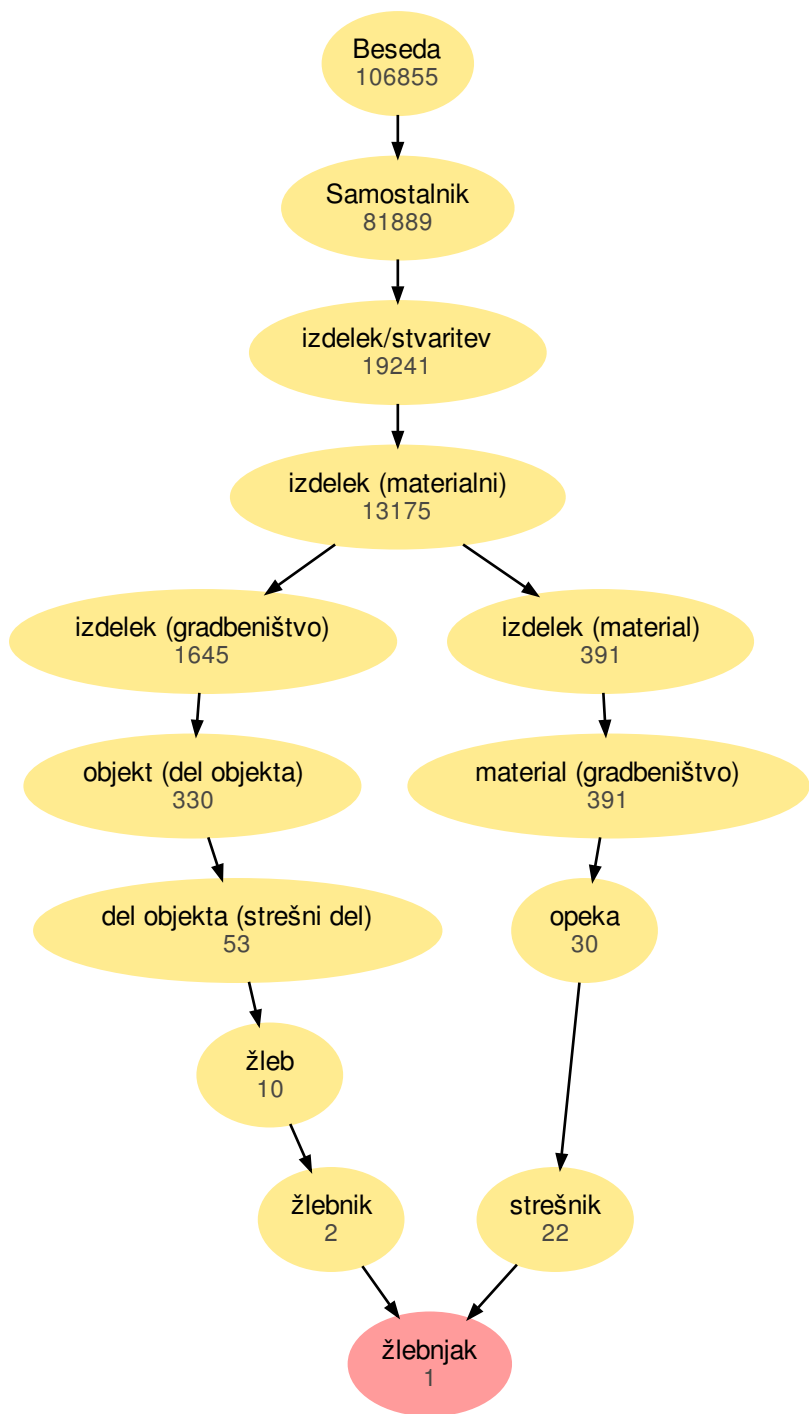 Beseda
106855
Samostalnik
81889
izdelek/stvaritev
19241
izdelek (materialni)
13175
izdelek (gradbeništvo)
1645
izdelek (material)
391
objekt (del objekta)
330
material (gradbeništvo)
391
del objekta (strešni del)
53
opeka
30
žleb
10
žlebnik
2
strešnik
22
žlebnjak
1